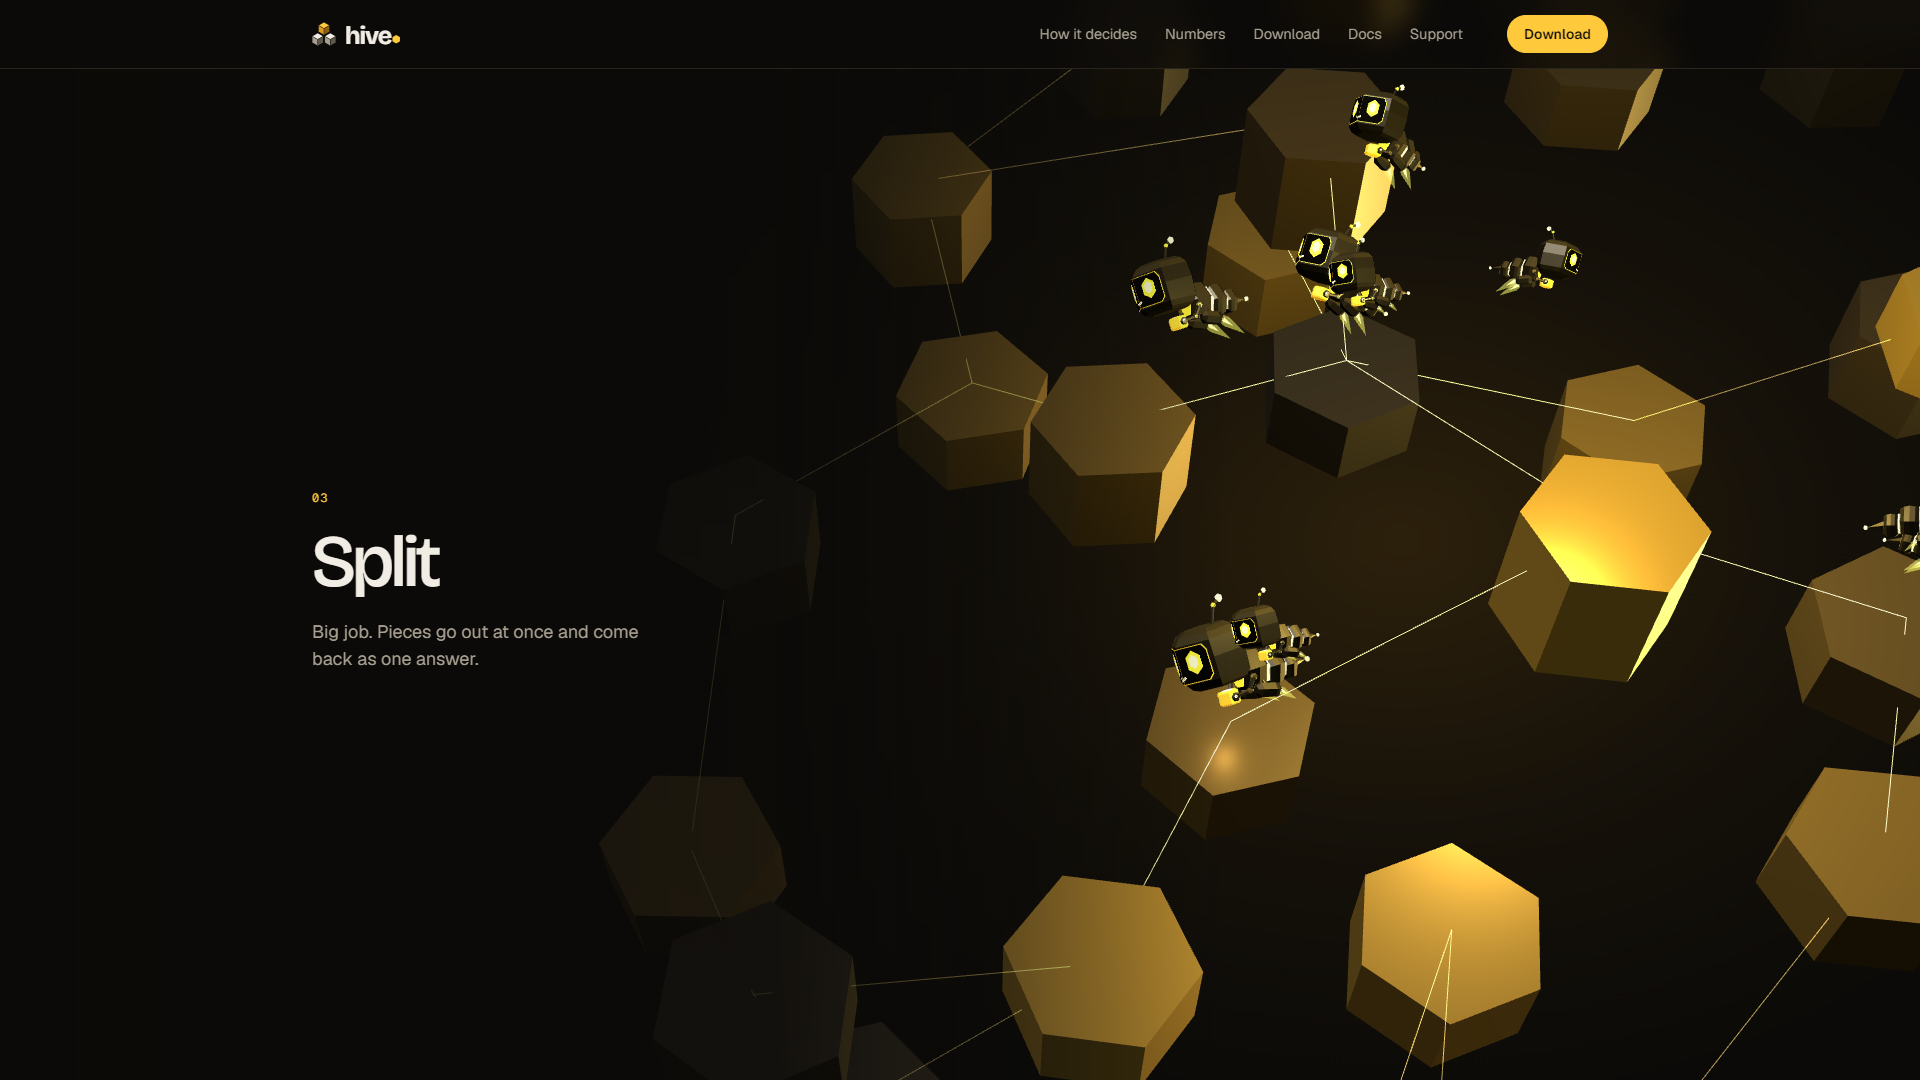 hive
How it decides
Numbers
Download
Docs
Support
Download
03
Split
Big job. Pieces go out at once and come
back as one answer.